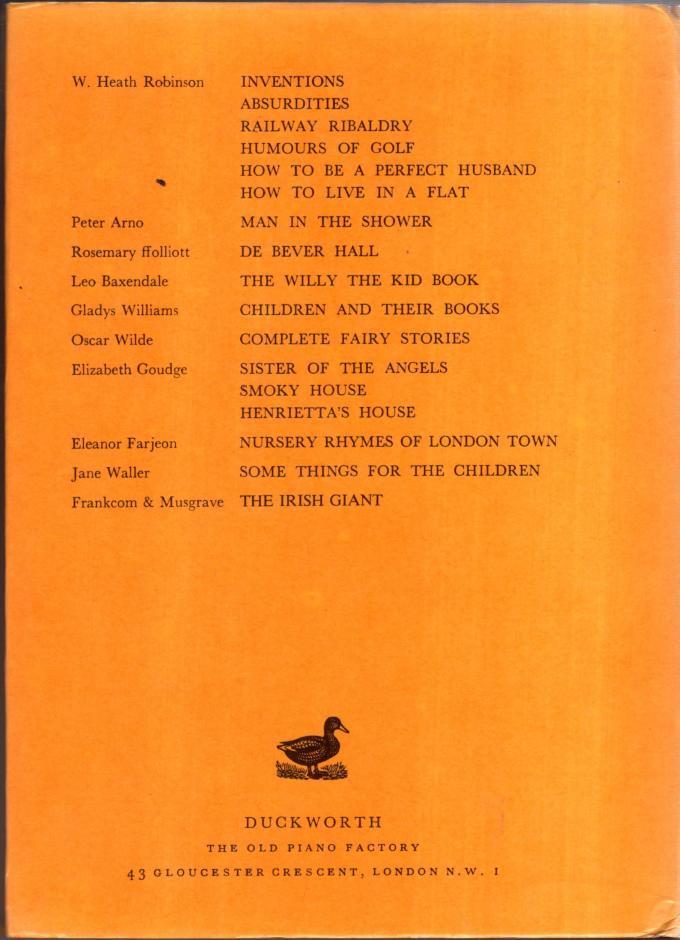 W. Heath Robinson INVENTIONS
ABSURDITIES
RAILWAY RIBALDRY
HUMOURS OF GOLF
HOW TO BE A PERFECT HUSBAND
HOW TO LIVE IN A FLAT
Peter Arno MAN IN THE SHOWER
Rosemary ffolliott DE BEVER HALL
Leo Baxendale THE WILLY THE KID BOOK
Gladys Williams CHILDREN AND THEIR BOOKS
Oscar Wilde COMPLETE FAIRY STORIES
Elizabeth Goudge SISTER OF THE ANGELS
SMOKY HOUSE
HENRIETTA'S HOUSE
Eleanor Farjeon NURSERY RHYMES OF LONDON TOWN
Jane Waller SOME THINGS FOR THE CHILDREN
Frankcom & Musgrave THE IRISH GIANT
DUCKWORTH
THE OLD PIANO FACTORY
43 GLOUCESTER CRESCENT, LONDON N.W. 1